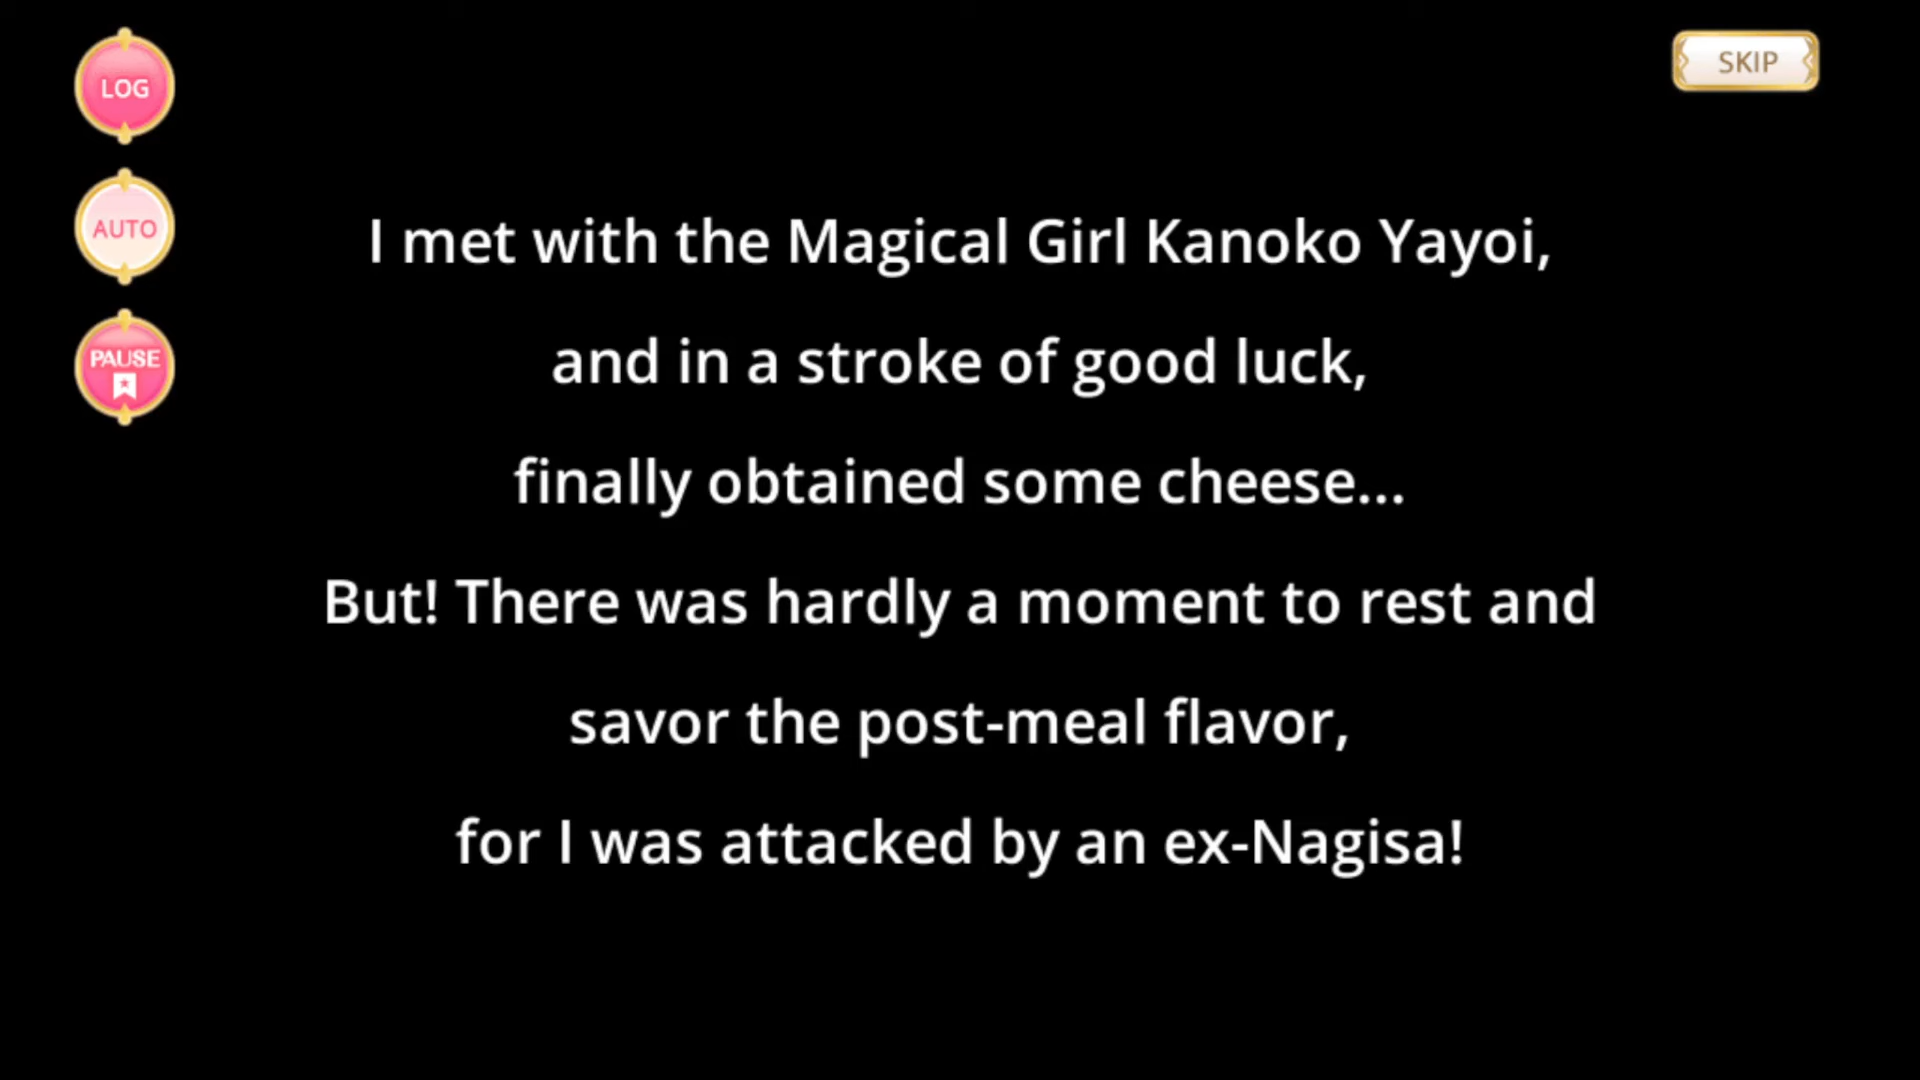 LOG
SKIP
AUTO
PAUSE
I met with the Magical Girl Kanoko Yayoi,
and in a stroke of good luck,
finally obtained some cheese...
But! There was hardly a moment to rest and
savor the post-meal flavor,
for I was attacked by an ex-Nagisa!